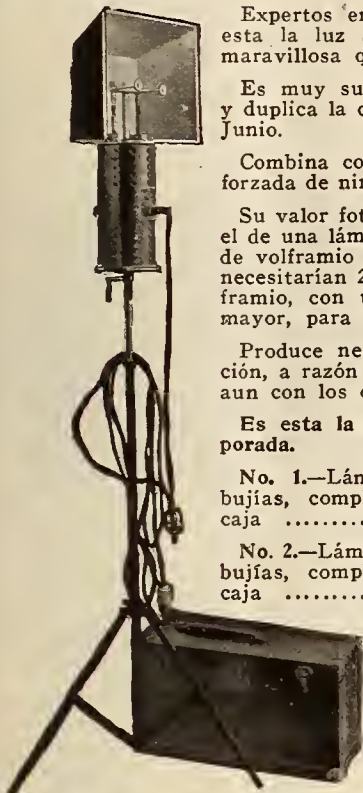 Expertos en
esta la luz
maravillosa q
Es muy su
y duplica la c
Junio.
Combina co
forzada de nin
Su valor fot
el de una lám
de volframio
necesitarían 2
framio, con u
mayor, para
Produce ne
ción, a razón
aun con los
Es esta la
porada.
No. 1.—Lán
bujías, comp
caja ........
No. 2.—Lám
bujías, comp
caja ........